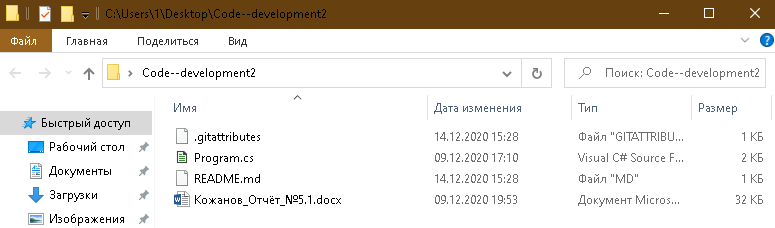 C:\Users\1\Desktop\Code--development2
Файл Главная Поделиться Вид
Code--development2 Поиск: Code--development2
Имя Дата изменения Тип Размер
Быстрый доступ
.gitattributes 14.12.2020 15:28 Файл "GITATTRIBU... 1 КБ
Рабочий стол
Program.cs 09.12.2020 17:10 Visual C# Source F... 2 КБ
Документы
README.md 14.12.2020 15:28 Файл "MD" 1 КБ
Загрузки
Кожанов_Отчёт_№5.1.docx 09.12.2020 19:53 Документ Micros... 32 КБ
Изображения